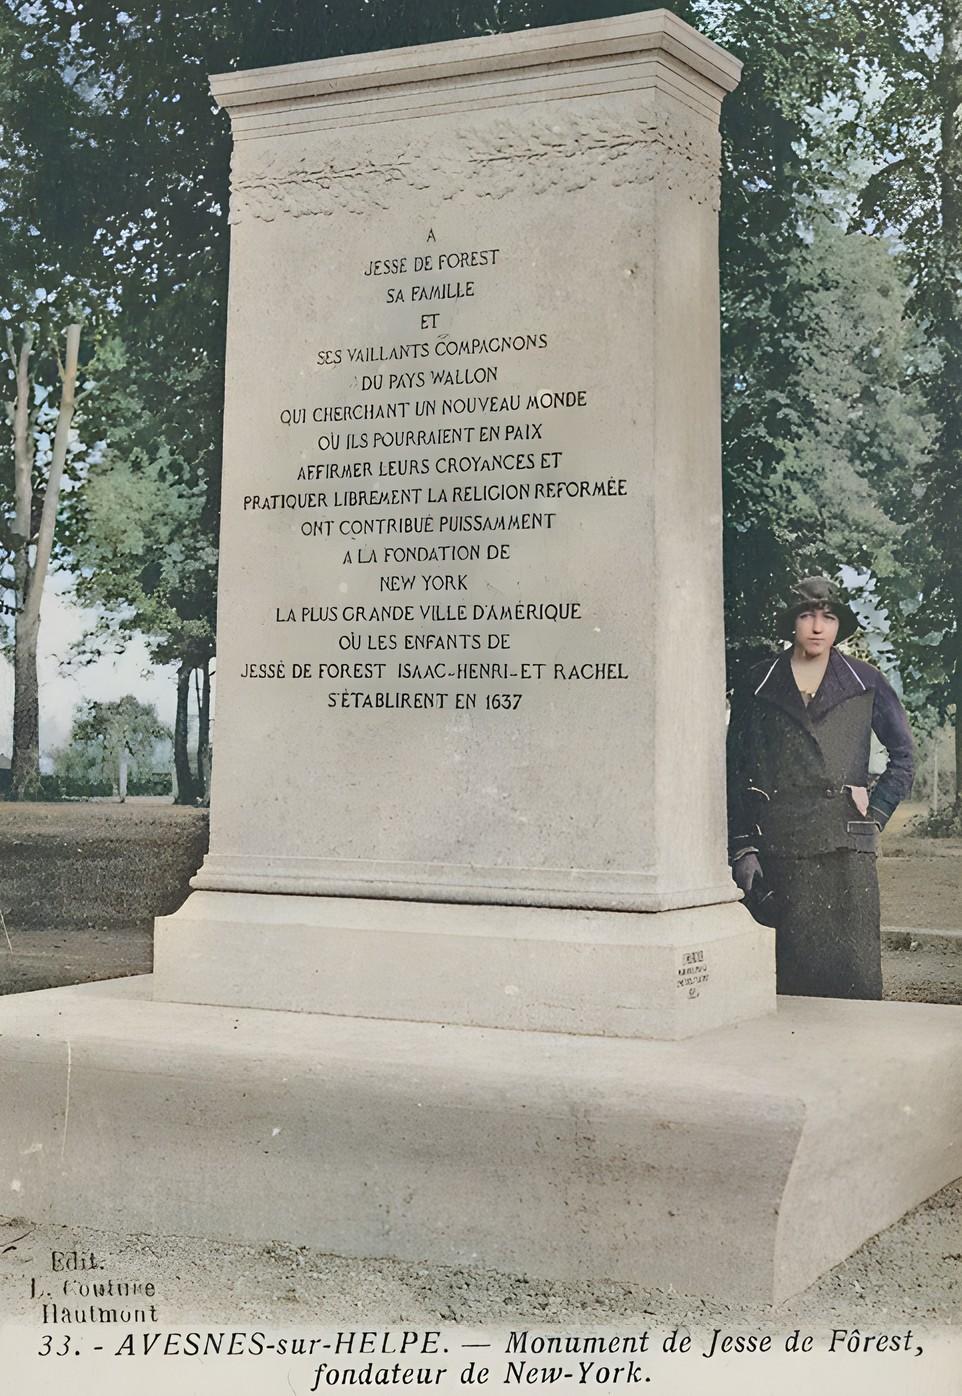 A
JESSÉ DE FOREST
SA FAMILLE
ET
SES VAILLANTS COMPAGNONS
DU PAYS WALLON
QUI CHERCHANT UN NOUVEAU MONDE
OÙ ILS POURRAIENT EN PAIX
AFFIRMER LEURS CROYANCES ET
PRATIQUER LIBREMENT LA RELIGION REFORMÉE
ONT CONTRIBUÉ PUISSAMMENT
A LA FONDATION DE
NEW YORK
LA PLUS GRANDE VILLE D'AMÉRIQUE
OÙ LES ENFANTS DE
JESSÉ DE FOREST ISAAC-HENRI-ET RACHEL
S'ÉTABLIRENT EN 1637
Edit.
L. Couture
Hautmont
33. - AVESNES-sur-HELPE. — Monument de Jesse de Fôrest,
fondateur de New-York.